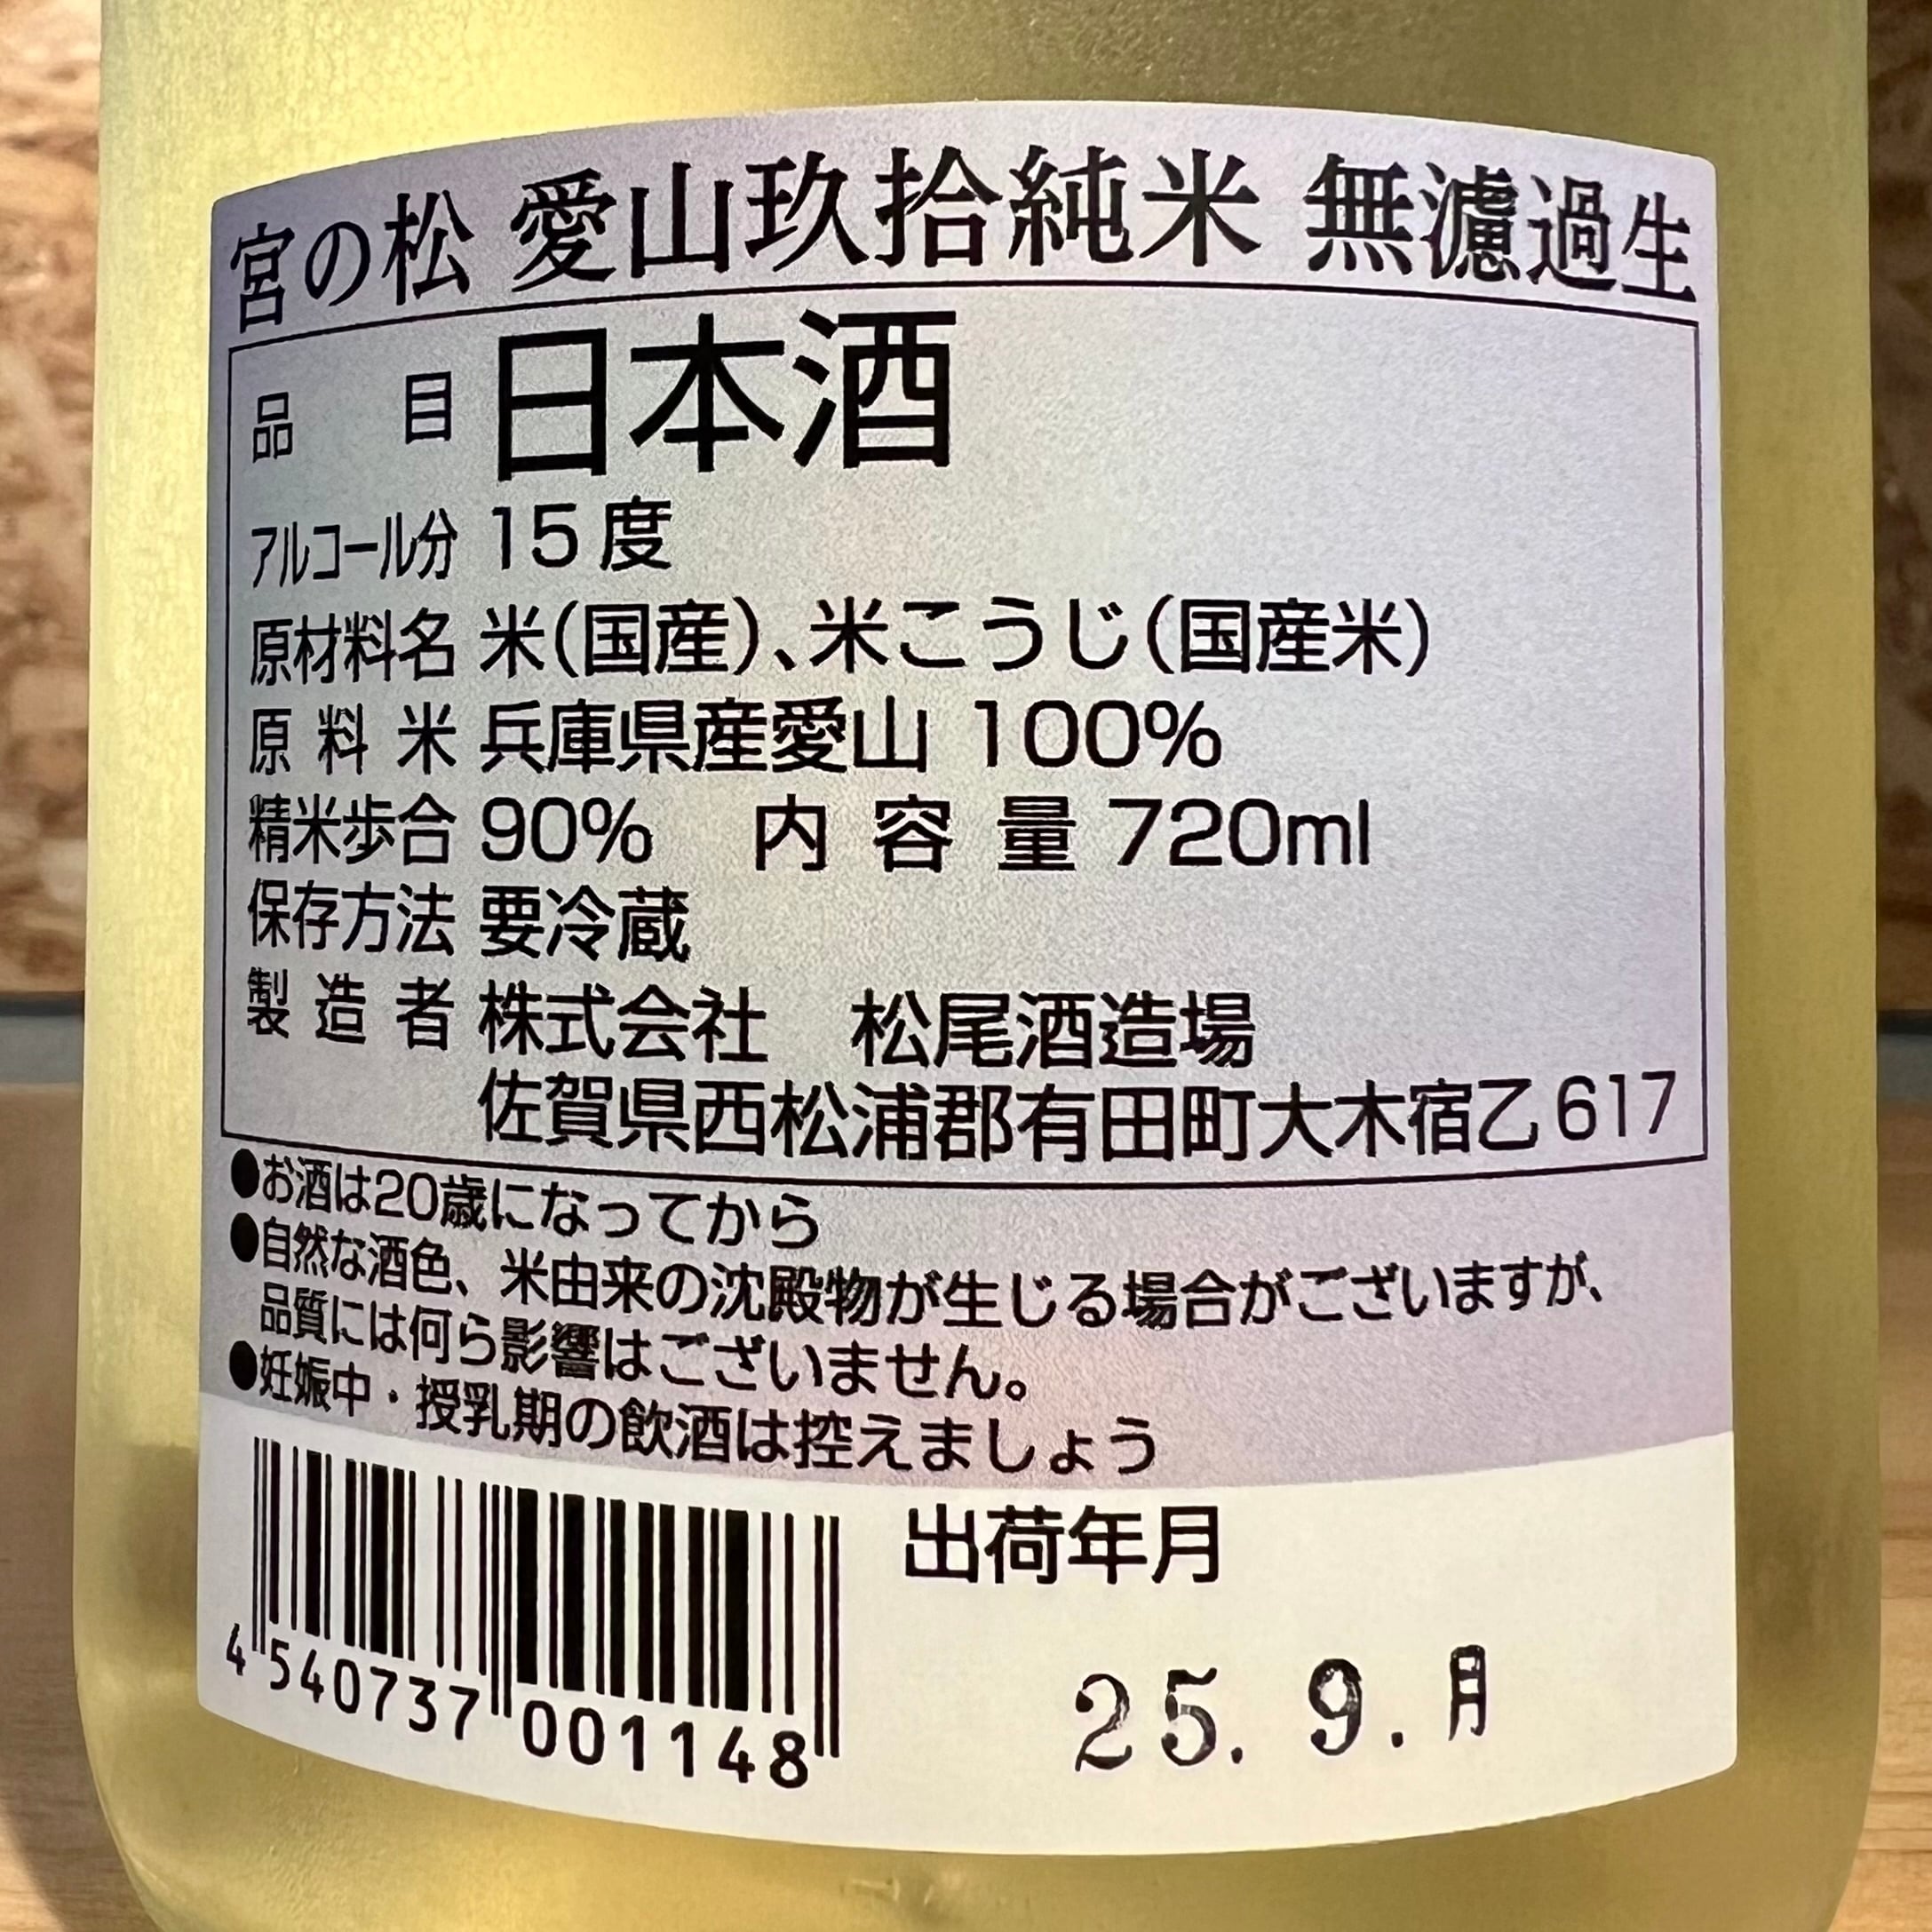 宮の松 愛山玖拾純米 無濾過生
品目 日本酒
アルコール分 15度
原材料名 米(国産)、米こうじ(国産米)
原料米 兵庫県産愛山 100%
精米歩合 90% 内容量 720ml
保存方法 要冷蔵
製造者 株式会社 松尾酒造場
佐賀県西松浦郡有田町大木宿乙617
●お酒は20歳になってから
●自然な酒色、米由来の沈殿物が生じる場合がございますが、
品質には何ら影響はございません。
●妊娠中・授乳期の飲酒は控えましょう
出荷年月
25. 9. 月
4 540737 001148